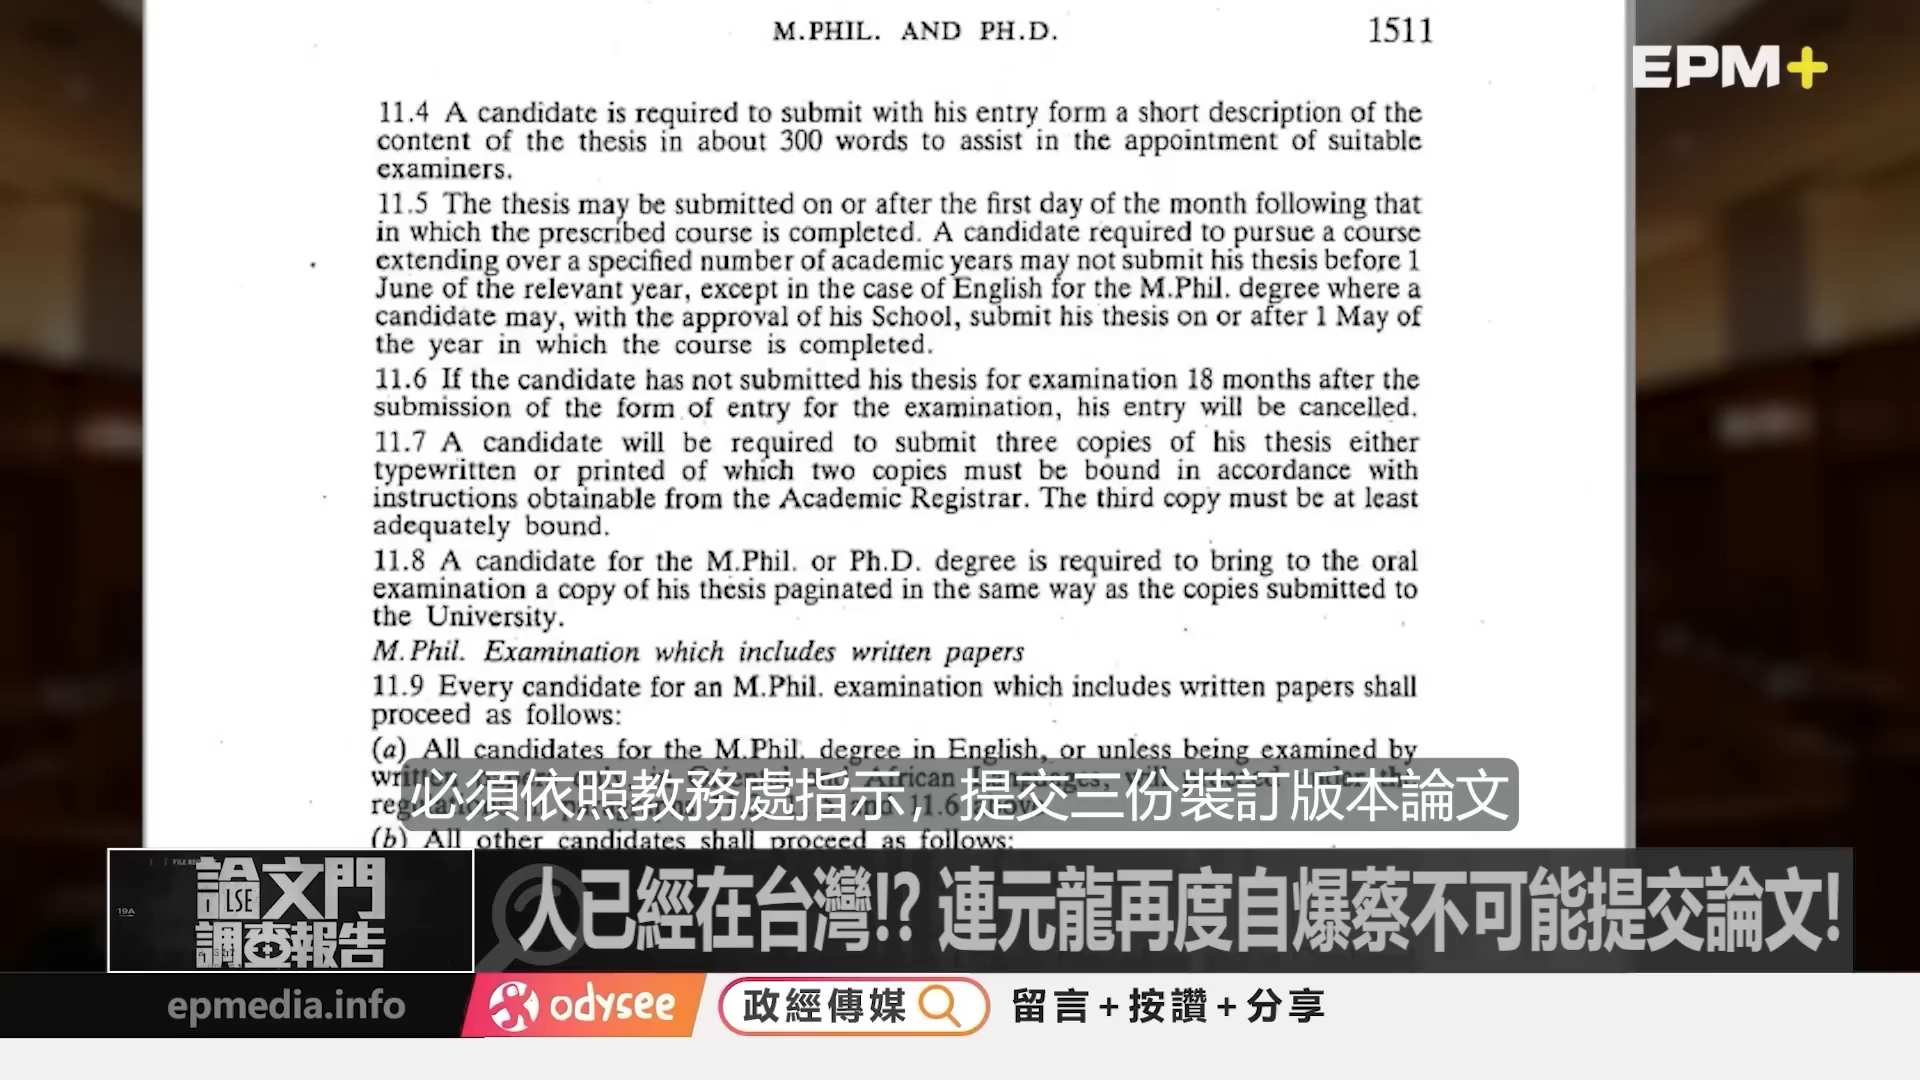 M.PHIL. AND PH.D. 1511
EPM+
11.4 A candidate is required to submit with his entry form a short description of the
content of the thesis in about 300 words to assist in the appointment of suitable
examiners.
11.5 The thesis may be submitted on or after the first day of the month following that
in which the prescribed course is completed. A candidate required to pursue a course
extending over a specified number of academic years may not submit his thesis before 1
June of the relevant year, except in the case of English for the M.Phil. degree where a
candidate may, with the approval of his School, submit his thesis on or after 1 May of
the year in which the course is completed.
11.6 If the candidate has not submitted his thesis for examination 18 months after the
submission of the form of entry for the examination, his entry will be cancelled.
11.7 A candidate will be required to submit three copies of his thesis either
typewritten or printed of which two copies must be bound in accordance with
instructions obtainable from the Academic Registrar. The third copy must be at least
adequately bound.
11.8 A candidate for the M.Phil. or Ph.D. degree is required to bring to the oral
examination a copy of his thesis paginated in the same way as the copies submitted to
the University.
M.Phil. Examination which includes written papers
11.9 Every candidate for an M.Phil. examination which includes written papers shall
proceed as follows:
(a) All candidates for the M.Phil. degree in English, or unless being examined by
African
and 11.6
必須依照教務處指示，提交三份裝訂版本論文
(b) All other candidates shall proceed as follows:
論文門
LSE
調查報告
19A
人已經在台灣!? 連元龍再度自爆蔡不可能提交論文!
epmedia.info
odysee
政經傳媒
留言+按讚+分享